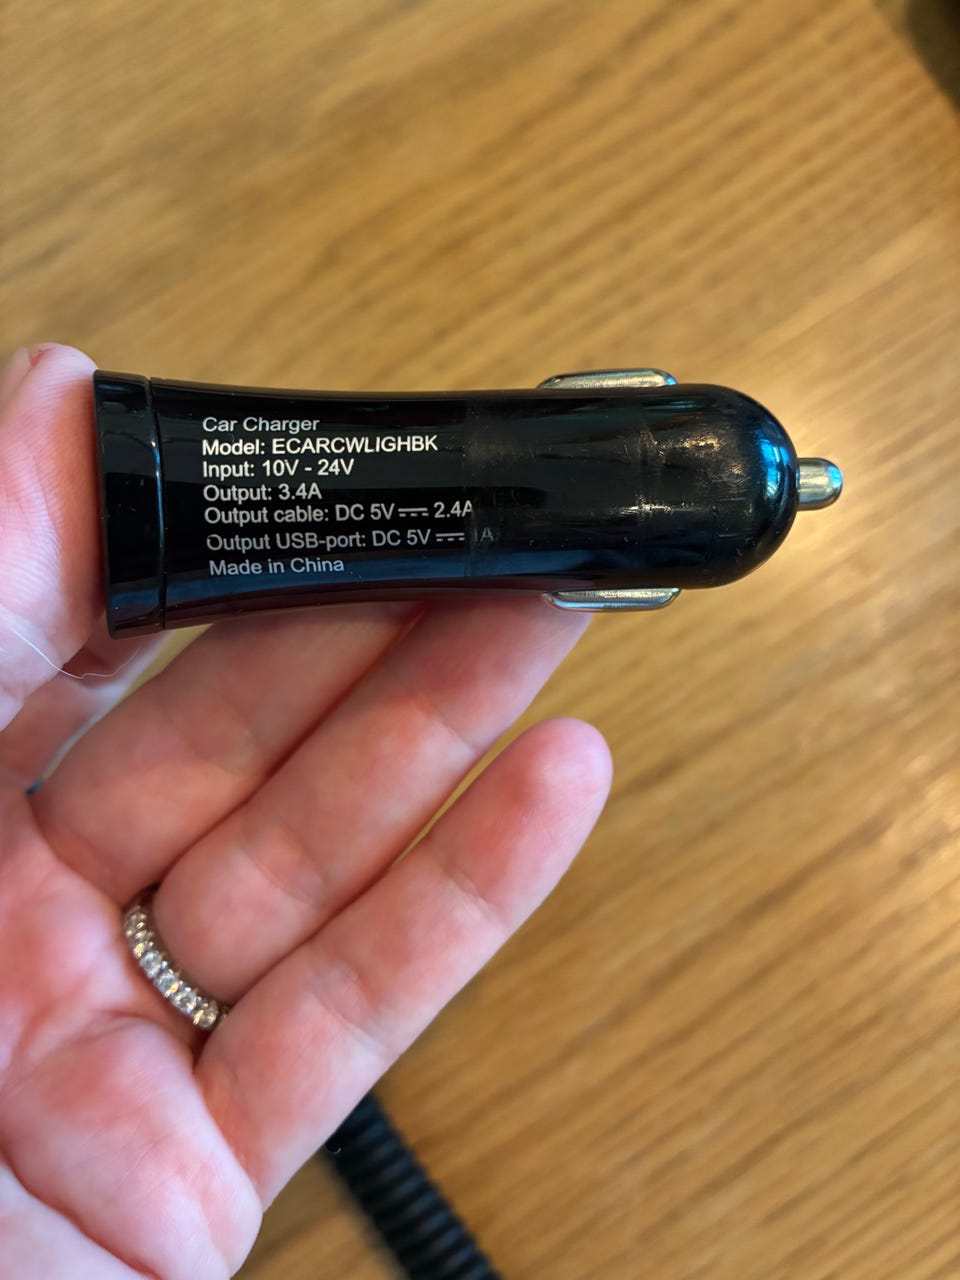 Car Charger
Model: ECARCWLIGHBK
Input: 10V - 24V
Output: 3.4A
Output cable: DC 5V ⎓ 2.4A
Output USB-port: DC 5V ⎓ 1A
Made in China